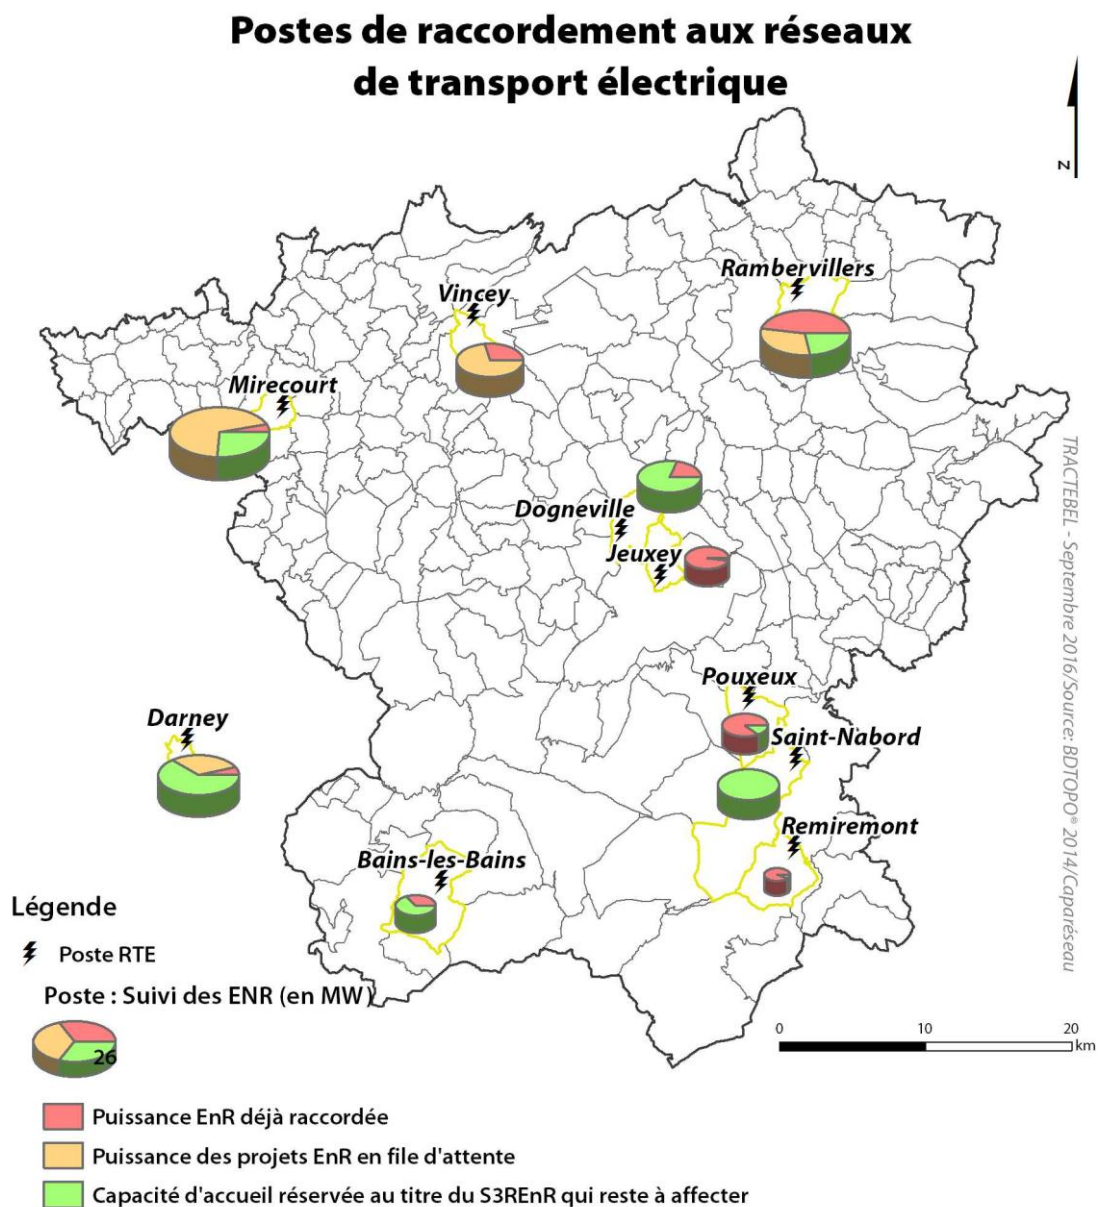 Postes de raccordement aux réseaux
de transport électrique
N
Rambervillers
Vincey
Mirecourt
Dogneville
Jeuxey
Pouxeux
Saint-Nabord
Darney
Remiremont
Bains-les-Bains
TRACTEBEL - Septembre 2016/Source: BDTOPO® 2014/Caparéseau
Légende
Poste RTE
Poste : Suivi des ENR (en MW)
26
0 10 20
km
Puissance EnR déjà raccordée
Puissance des projets EnR en file d'attente
Capacité d'accueil réservée au titre du S3REnR qui reste à affecter